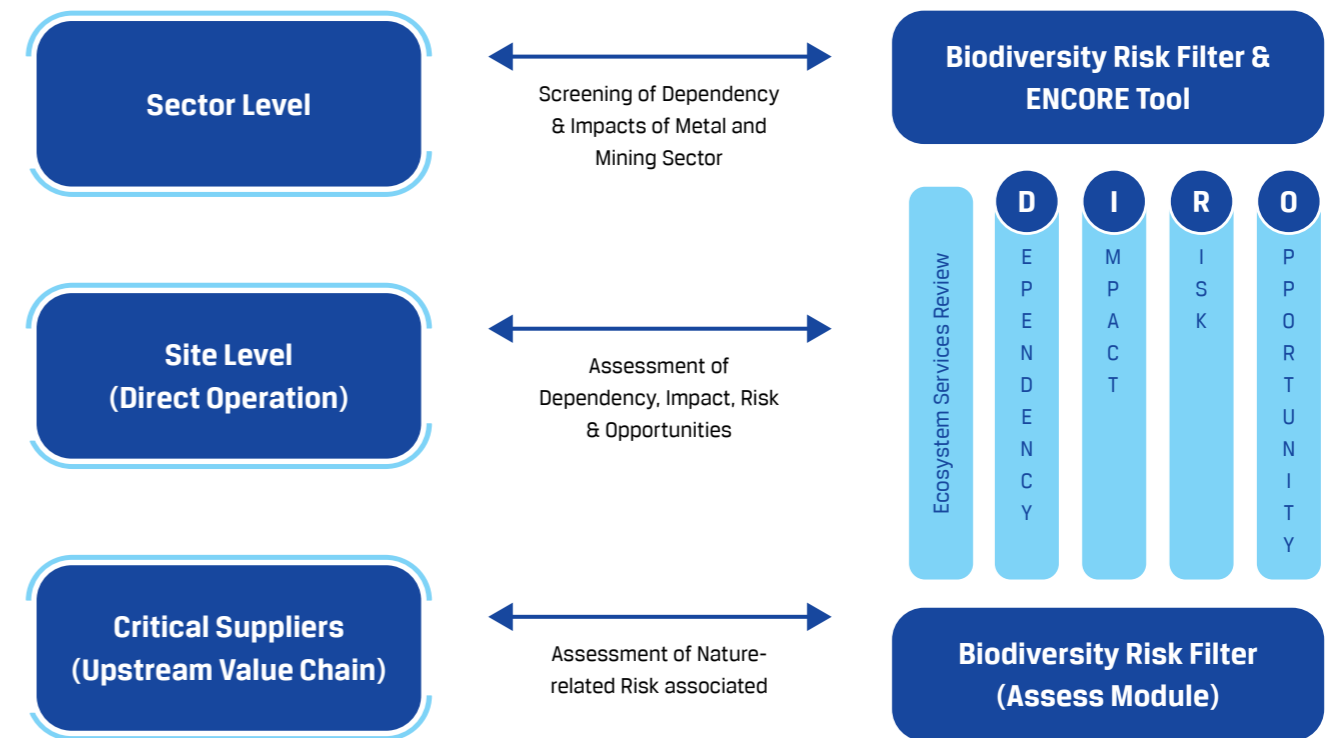 Sector Level
Screening of Dependency
& Impacts of Metal and
Mining Sector
Biodiversity Risk Filter &
ENCORE Tool
Site Level
(Direct Operation)
Assessment of
Dependency, Impact, Risk
& Opportunities
Ecosystem Services Review
DEPENDENCY
IMPACT
RISK
OPPORTUNITY
Critical Suppliers
(Upstream Value Chain)
Assessment of Nature-
related Risk associated
Biodiversity Risk Filter
(Assess Module)